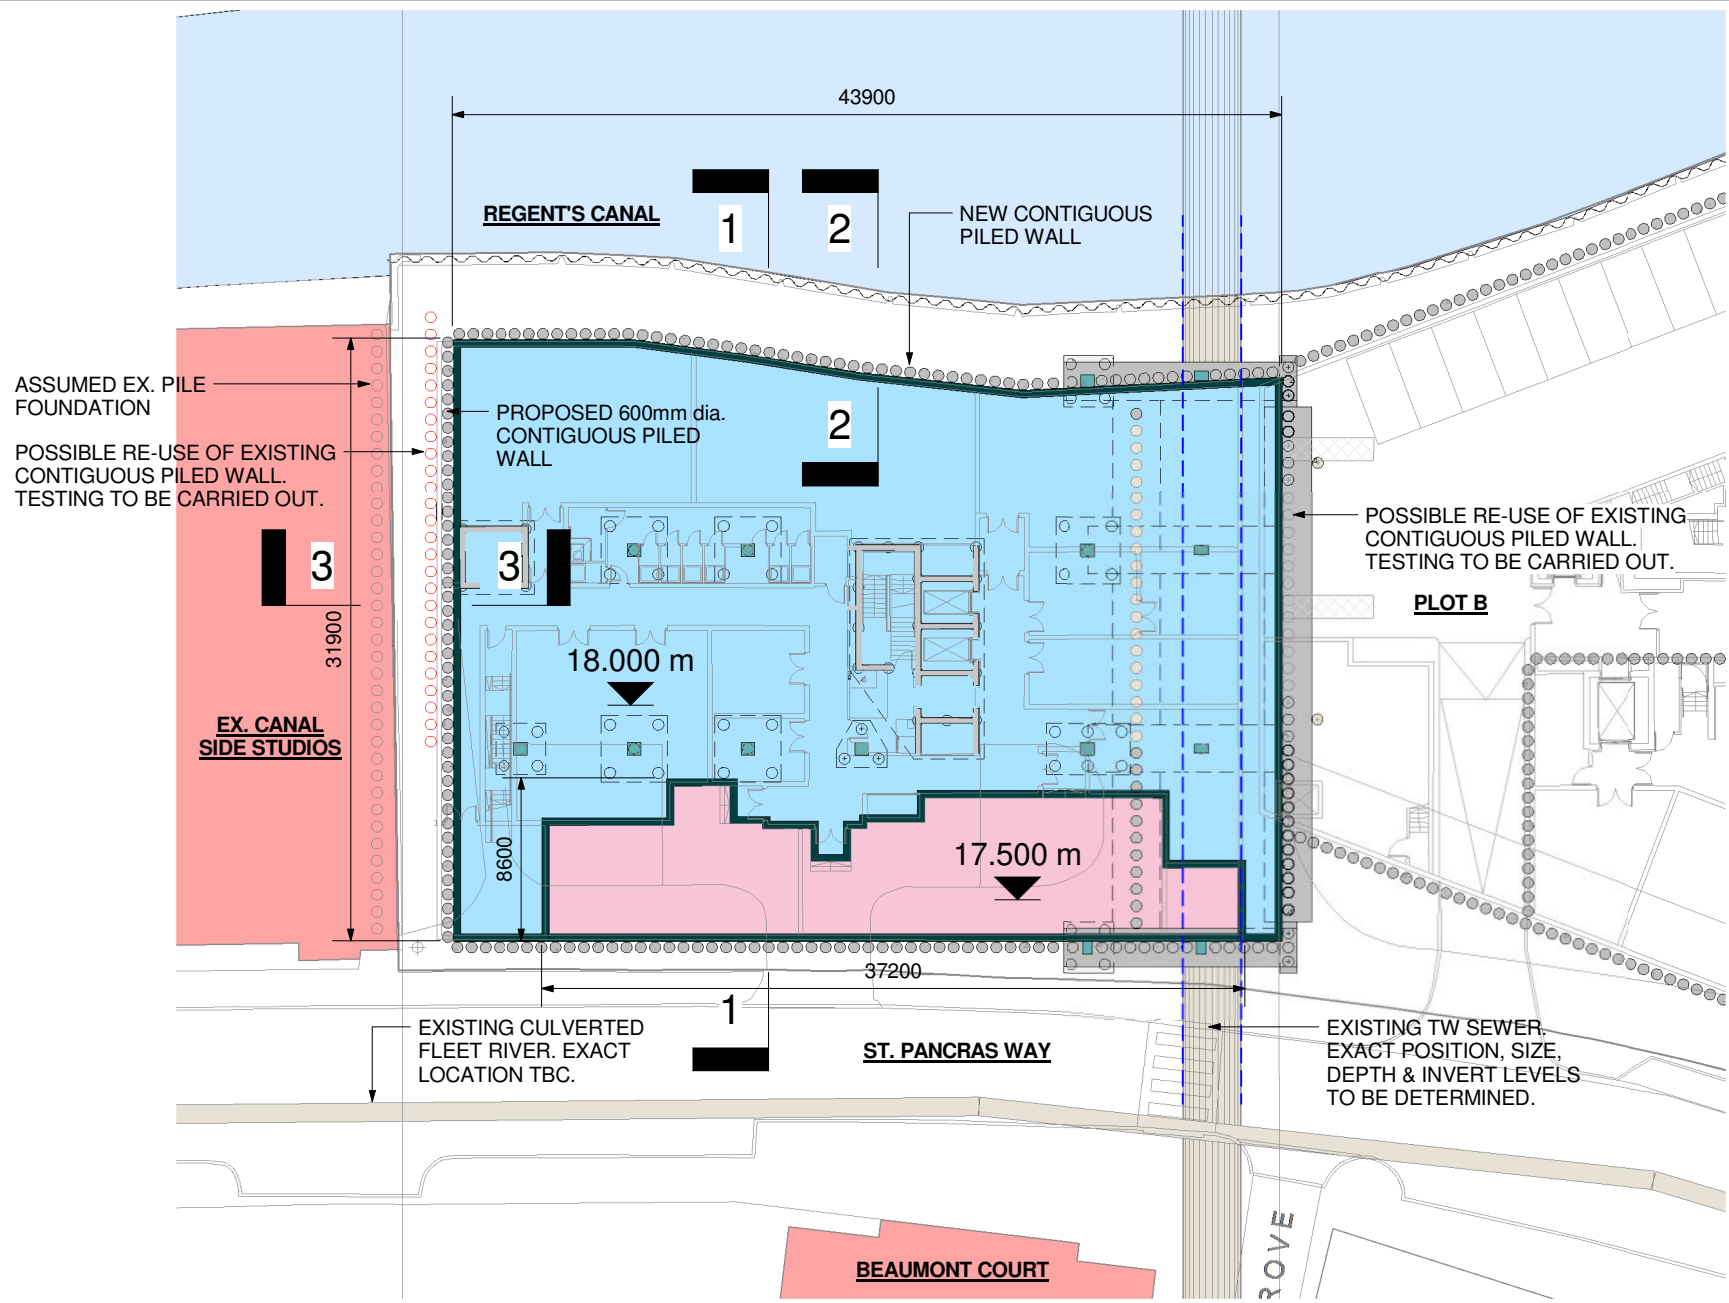 43900
REGENT'S CANAL
1
2
NEW CONTIGUOUS
PILED WALL
ASSUMED EX. PILE
FOUNDATION
PROPOSED 600mm dia.
CONTIGUOUS PILED
WALL
2
POSSIBLE RE-USE OF EXISTING
CONTIGUOUS PILED WALL.
TESTING TO BE CARRIED OUT.
POSSIBLE RE-USE OF EXISTING
CONTIGUOUS PILED WALL.
TESTING TO BE CARRIED OUT.
3
3
PLOT B
31900
18.000 m
EX. CANAL
SIDE STUDIOS
8600
17.500 m
37200
1
EXISTING CULVERTED
FLEET RIVER. EXACT
LOCATION TBC.
ST. PANCRAS WAY
EXISTING TW SEWER.
EXACT POSITION, SIZE,
DEPTH & INVERT LEVELS
TO BE DETERMINED.
ROVE
BEAUMONT COURT